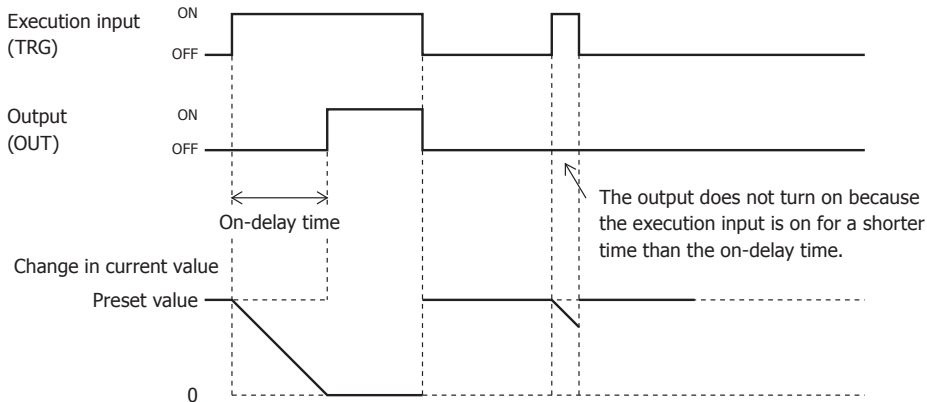 Execution input
(TRG)
ON
OFF
Output
(OUT)
ON
OFF
On-delay time
The output does not turn on because
the execution input is on for a shorter
time than the on-delay time.
Change in current value
Preset value
0